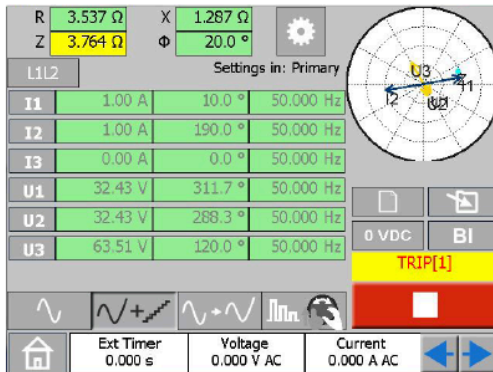 R 3.537 Ω X 1.287 Ω
Z 3.764 Ω Φ 20.0 °
L1L2 Settings in: Primary
I1 1.00 A 10.0 ° 50.000 Hz
I2 1.00 A 190.0 ° 50.000 Hz
I3 0.00 A 0.0 ° 50.000 Hz
U1 32.43 V 311.7 ° 50.000 Hz
U2 32.43 V 288.3 ° 50.000 Hz
U3 63.51 V 120.0 ° 50.000 Hz
U3
I2
0 VDC BI
TRIP[1]
Ext Timer Voltage Current
0.000 s 0.000 V AC 0.000 A AC